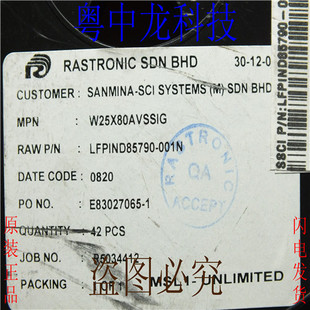 粤中龙科技
RASTRONIC SDN BHD
30-12-0
CUSTOMER : SANMINA-SCI SYSTEMS (M) SDN BHD
MPN : W25X80AVSSIG
RAW P/N : LFPIND85790-001N
DATE CODE : 0820
PO NO. : E83027065-1
QUANTITY : 42 PCS
JOB NO. : R5034412
PACKING : MSL1- UNLIMITED
RASTRONIC
QA
ACCEPT
SSCI P/N:LFPIND85790-0
原装正品
闪电发货
盗图必究